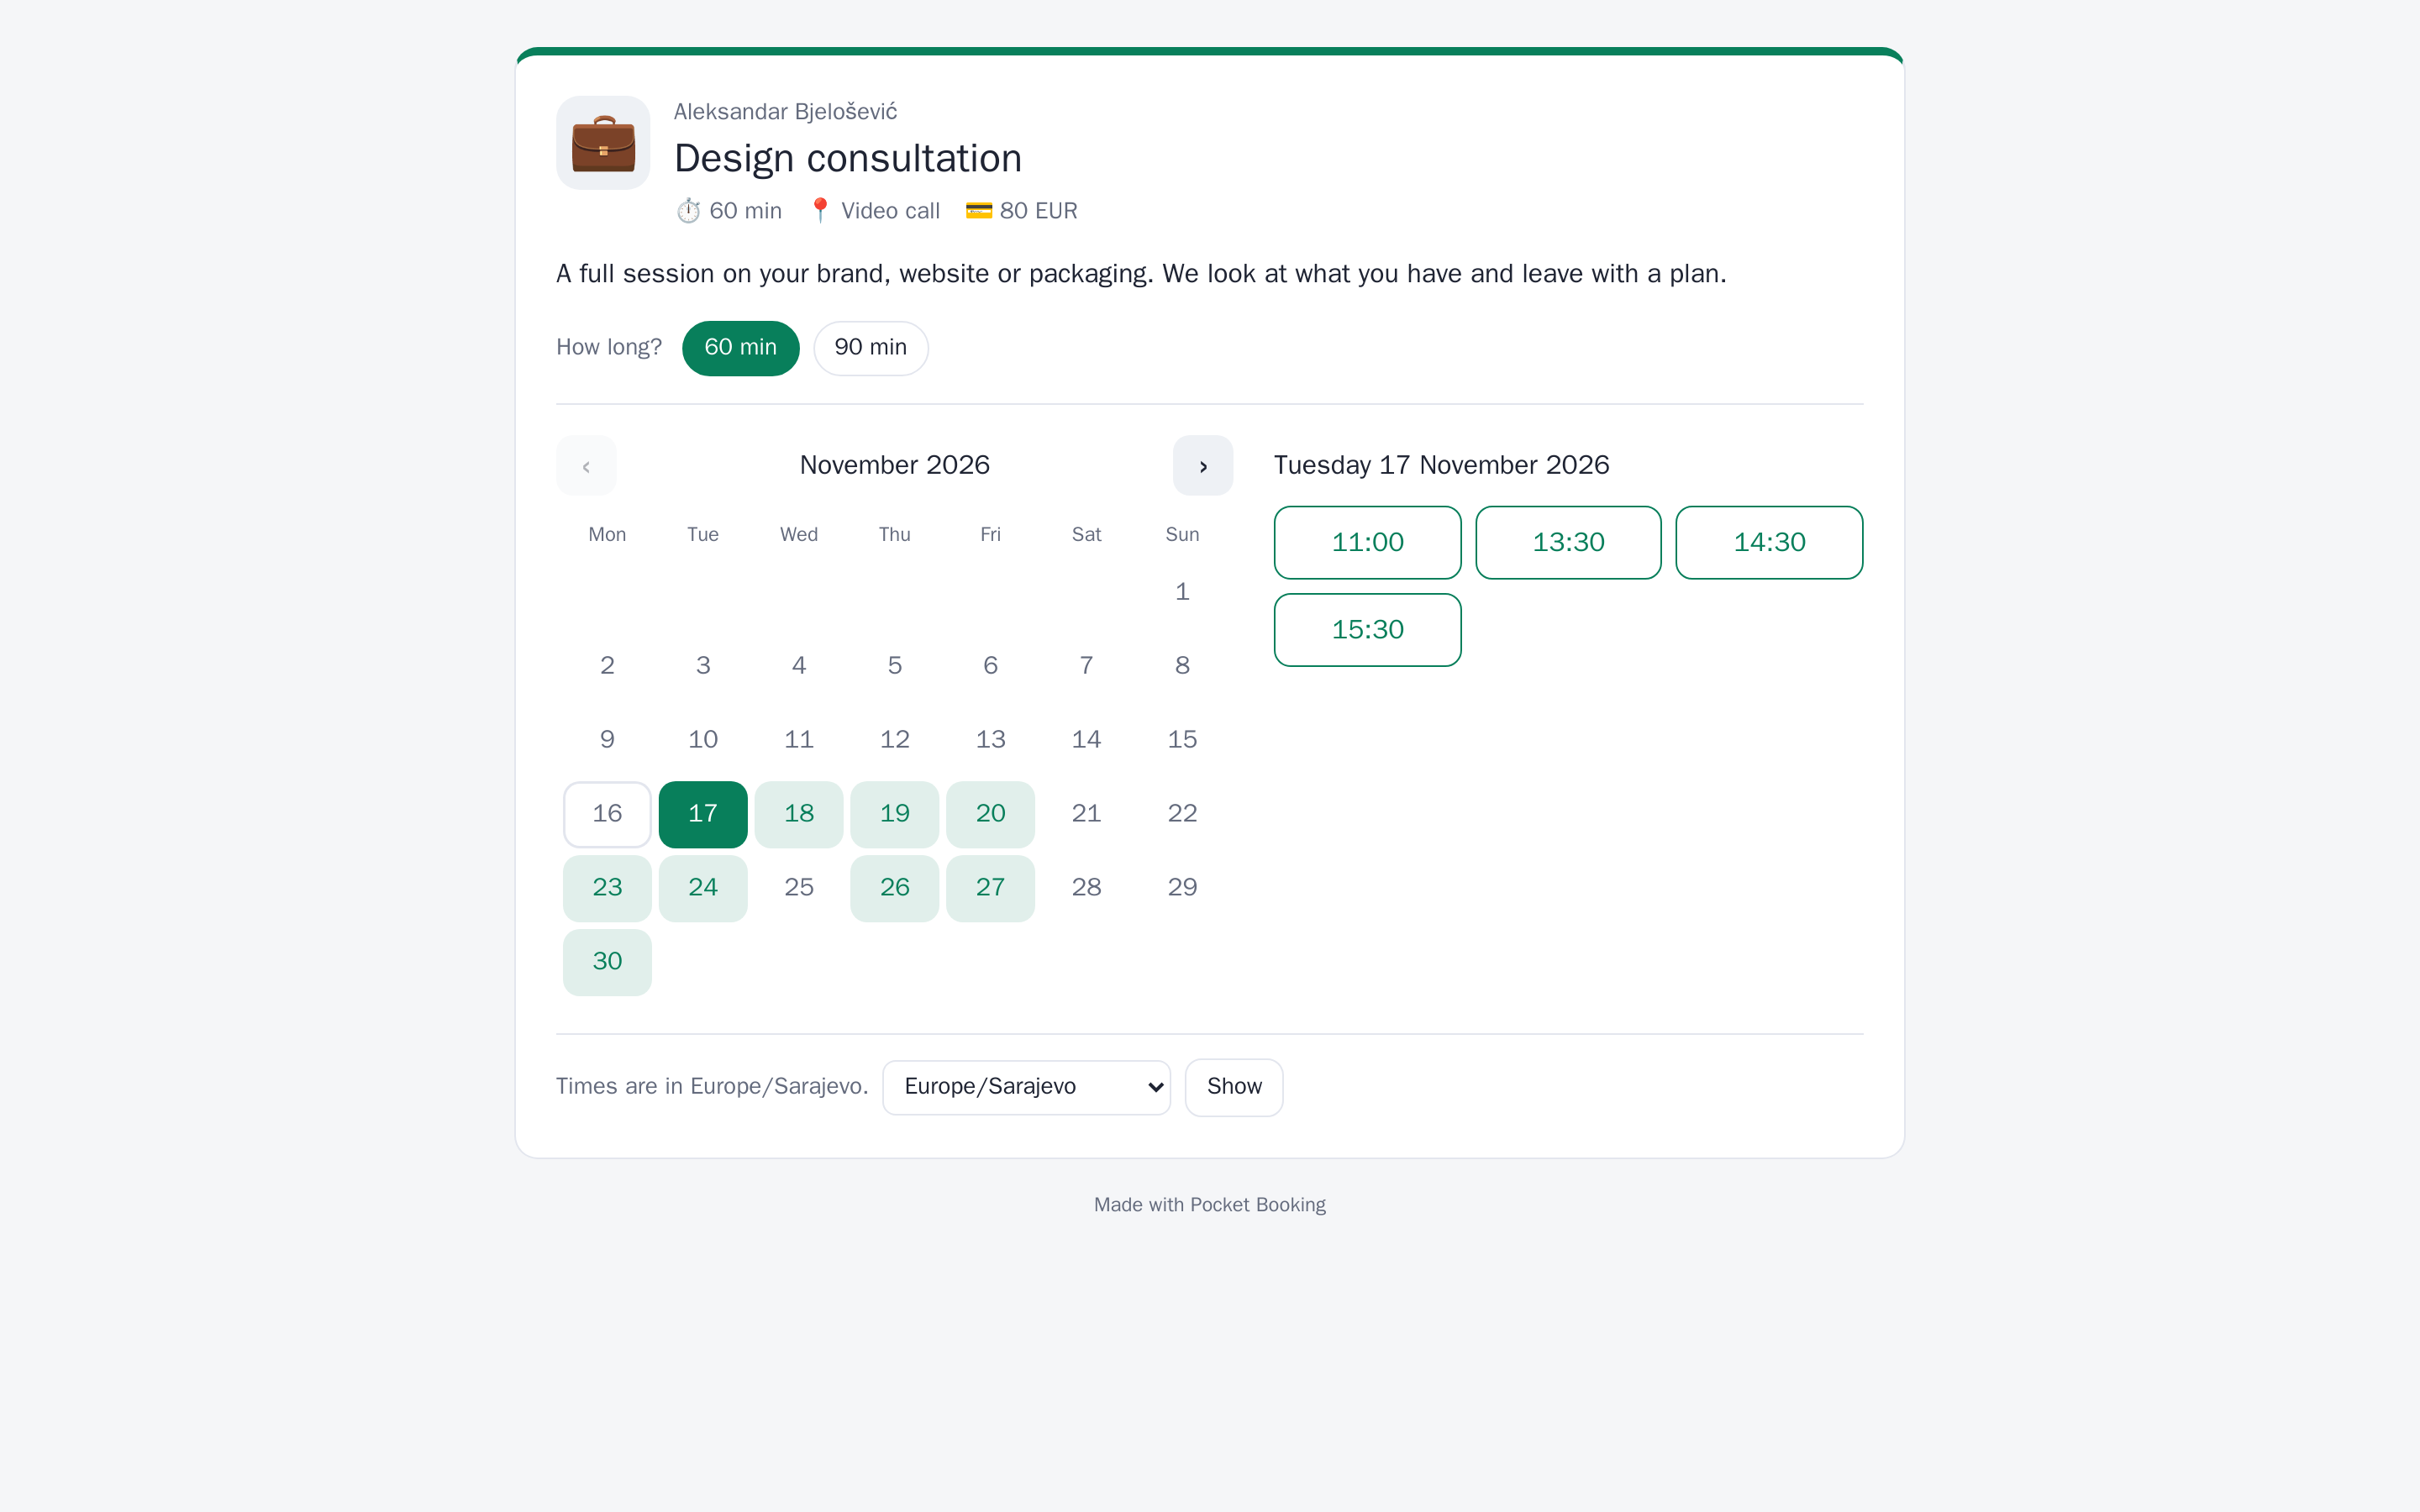 Aleksandar Bjelošević
Design consultation
⏱️ 60 min 📍 Video call 💳 80 EUR
A full session on your brand, website or packaging. We look at what you have and leave with a plan.
How long? 60 min 90 min
‹ November 2026 ›
Mon Tue Wed Thu Fri Sat Sun
1
2 3 4 5 6 7 8
9 10 11 12 13 14 15
16 17 18 19 20 21 22
23 24 25 26 27 28 29
30
Tuesday 17 November 2026
11:00 13:30 14:30
15:30
Times are in Europe/Sarajevo. Europe/Sarajevo Show
Made with Pocket Booking